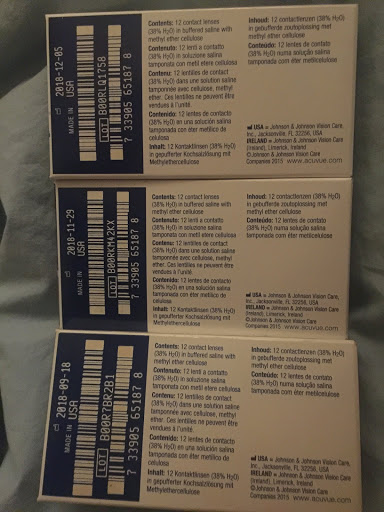 2018-12-05
MADE IN USA
LOT B00RLQ1758
7 33905 65187 8
Contents: 12 contact lenses
(38% H₂O) in buffered saline with
methyl ether cellulose
Contenuto: 12 lenti a contatto
(38% H₂O) in soluzione salina
tamponata con metil etere cellulosa
Contenu: 12 lentilles de contact
(38% H₂O) dans une solution saline
tamponnée avec cellulose, methyl
ether. Ces lentilles ne peuvent être
vendues à l'unité.
Contenido: 12 lentes de contacto
(38% H₂O) en una solución salina
tamponada con éter metílico de
celulosa
Inhalt: 12 Kontaktlinsen (38% H₂O)
in gepufferter Kochsalzlösung mit
Methylethercellulose
Inhoud: 12 contactlenzen (38% H₂O)
in gebufferde zoutoplossing met
methyl ether cellulose
Conteúdo: 12 lentes de contato
(38% H₂O) numa solução salina
tamponada com éter meticelulose
USA = Johnson & Johnson Vision Care,
Inc., Jacksonville, FL 32256, USA
IRELAND = Johnson & Johnson Vision Care
(Ireland), Limerick, Ireland
© Johnson & Johnson Vision Care
Companies 2015 www.acuvue.com
2018-11-29
MADE IN USA
LOT B00RKM42KX
7 33905 65187 8
Contents: 12 contact lenses
(38% H₂O) in buffered saline with
methyl ether cellulose
Contenuto: 12 lenti a contatto
(38% H₂O) in soluzione salina
tamponata con metil etere cellulosa
Contenu: 12 lentilles de contact
(38% H₂O) dans une solution saline
tamponnée avec cellulose, methyl
ether. Ces lentilles ne peuvent être
vendues à l'unité.
Contenido: 12 lentes de contacto
(38% H₂O) en una solución salina
tamponada con éter metílico de
celulosa
Inhalt: 12 Kontaktlinsen (38% H₂O)
in gepufferter Kochsalzlösung mit
Methylethercellulose
Inhoud: 12 contactlenzen (38% H₂O)
in gebufferde zoutoplossing met
methyl ether cellulose
Conteúdo: 12 lentes de contato
(38% H₂O) numa solução salina
tamponada com éter meticelulose
USA = Johnson & Johnson Vision Care,
Inc., Jacksonville, FL 32256, USA
IRELAND = Johnson & Johnson Vision Care
(Ireland), Limerick, Ireland
© Johnson & Johnson Vision Care
Companies 2015 www.acuvue.com
2018-09-18
MADE IN USA
LOT B00R7BR2B1
7 33905 65187 8
Contents: 12 contact lenses
(38% H₂O) in buffered saline with
methyl ether cellulose
Contenuto: 12 lenti a contatto
(38% H₂O) in soluzione salina
tamponata con metil etere cellulosa
Contenu: 12 lentilles de contact
(38% H₂O) dans une solution saline
tamponnée avec cellulose, methyl
ether. Ces lentilles ne peuvent être
vendues à l'unité.
Contenido: 12 lentes de contacto
(38% H₂O) en una solución salina
tamponada con éter metílico de
celulosa
Inhalt: 12 Kontaktlinsen (38% H₂O)
in gepufferter Kochsalzlösung mit
Methylethercellulose
Inhoud: 12 contactlenzen (38% H₂O)
in gebufferde zoutoplossing met
methyl ether cellulose
Conteúdo: 12 lentes de contato
(38% H₂O) numa solução salina
tamponada com éter meticelulose
USA = Johnson & Johnson Vision Care,
Inc., Jacksonville, FL 32256, USA
IRELAND = Johnson & Johnson Vision Care
(Ireland), Limerick, Ireland
© Johnson & Johnson Vision Care
Companies 2015 www.acuvue.com